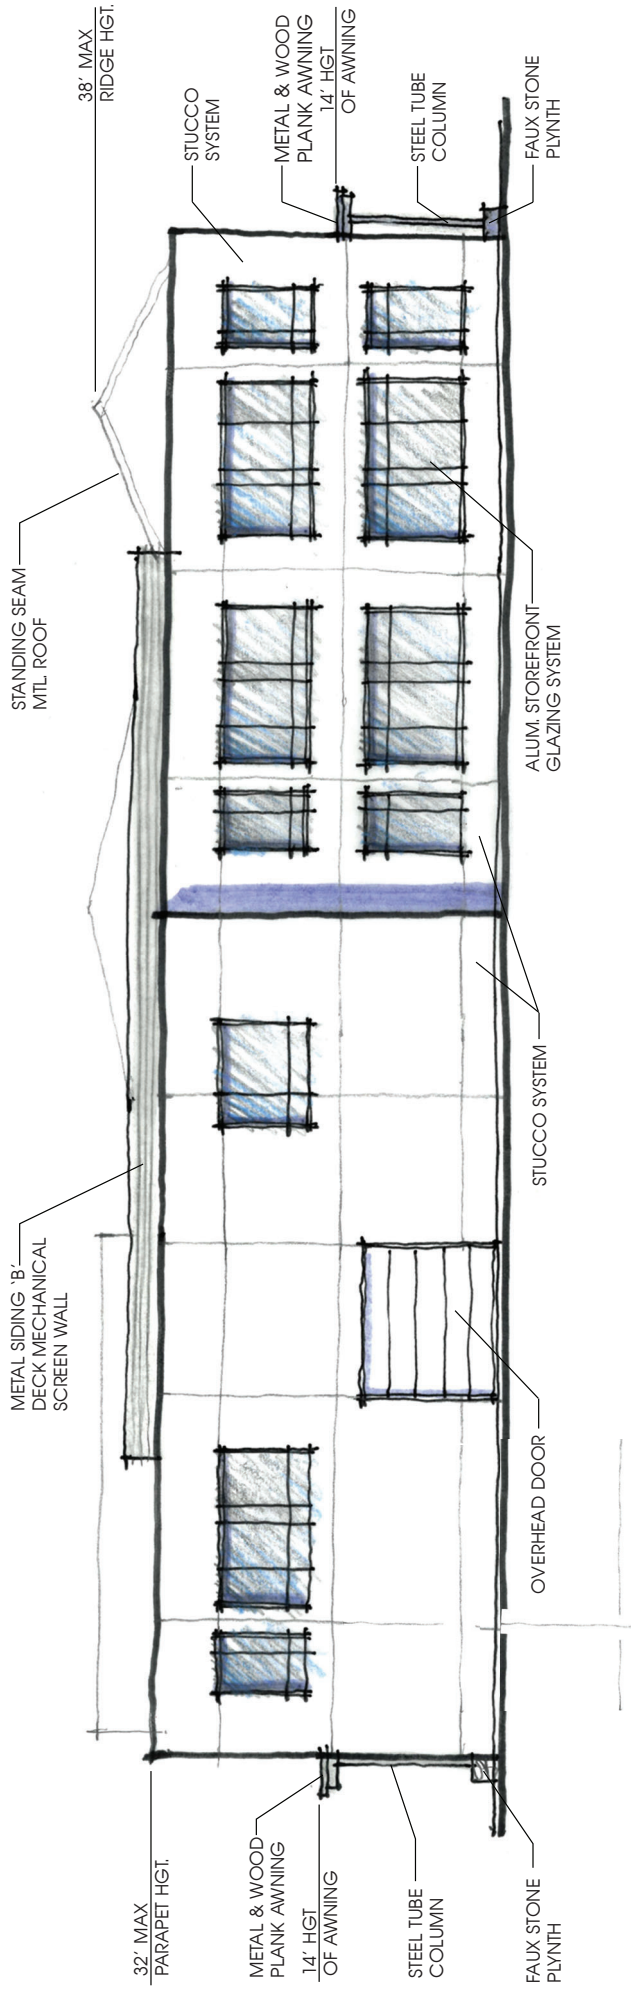 32' MAX
PARAPET HGT.
METAL & WOOD
PLANK AWNING
14' HGT
OF AWNING
STEEL TUBE
COLUMN
FAUX STONE
PLYNTH
METAL SIDING 'B'
DECK MECHANICAL
SCREEN WALL
OVERHEAD DOOR
STUCCO SYSTEM
STANDING SEAM
MTL ROOF
ALUM. STOREFRONT
GLAZING SYSTEM
38' MAX
RIDGE HGT.
STUCCO
SYSTEM
METAL & WOOD
PLANK AWNING
14' HGT
OF AWNING
STEEL TUBE
COLUMN
FAUX STONE
PLYNTH